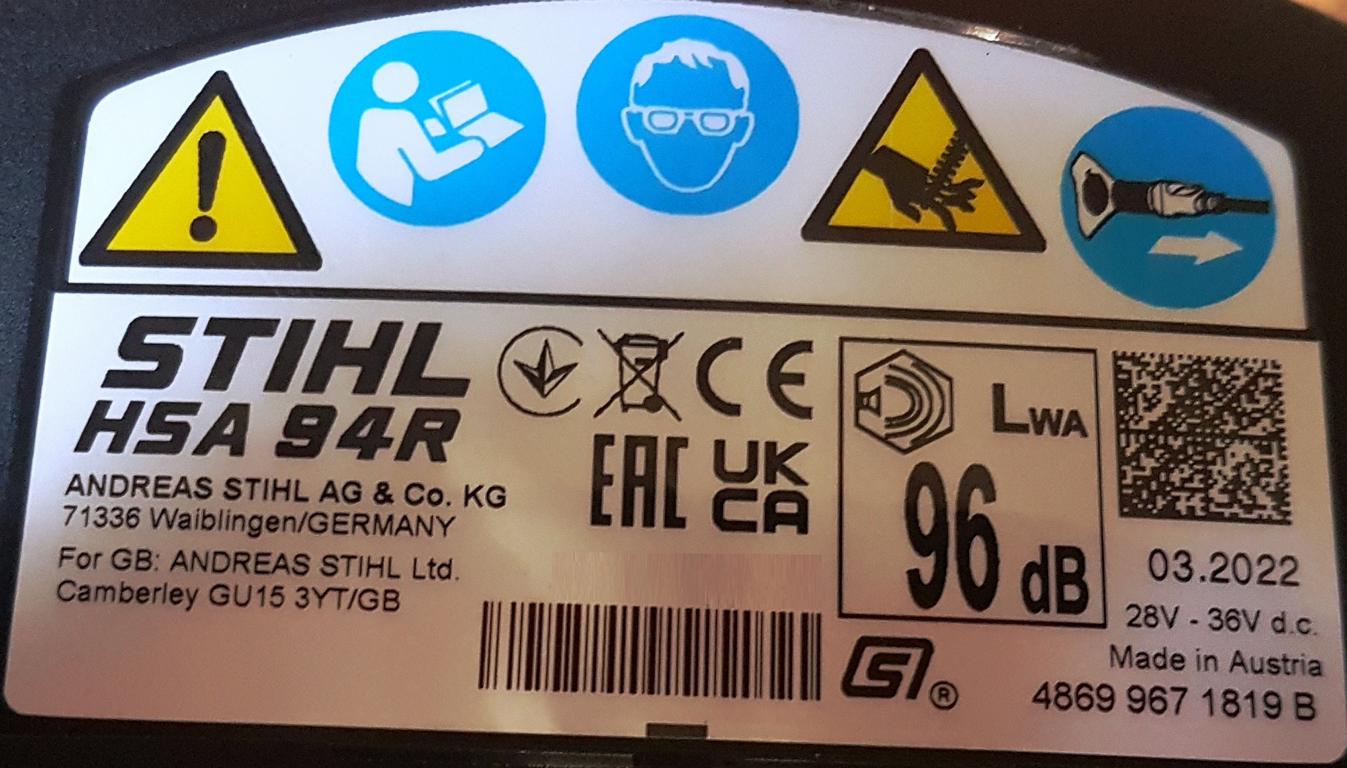 STIHL
HSA 94R
ANDREAS STIHL AG & Co. KG
71336 Waiblingen/GERMANY
For GB: ANDREAS STIHL Ltd.
Camberley GU15 3YT/GB
CE
EAC
UK
CA
LWA
96 dB
03.2022
28V - 36V d.c.
Made in Austria
4869 967 1819 B
®